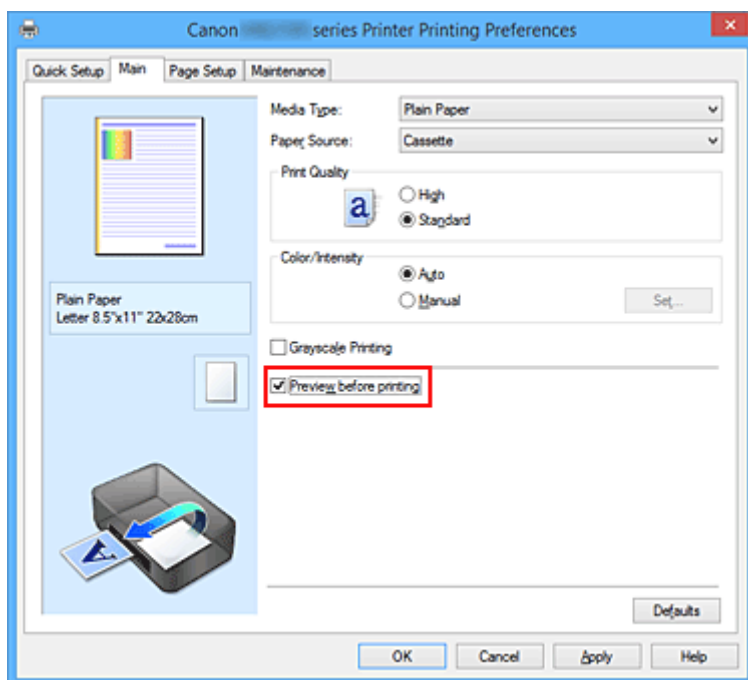 Canon series Printer Printing Preferences
Quick Setup Main Page Setup Maintenance
Media Type: Plain Paper
Paper Source: Cassette
Print Quality
a
High
Standard
Color/Intensity
Auto
Manual Set...
Plain Paper
Letter 8.5"x11" 22x28cm
Grayscale Printing
Preview before printing
A
Defaults
OK Cancel Apply Help